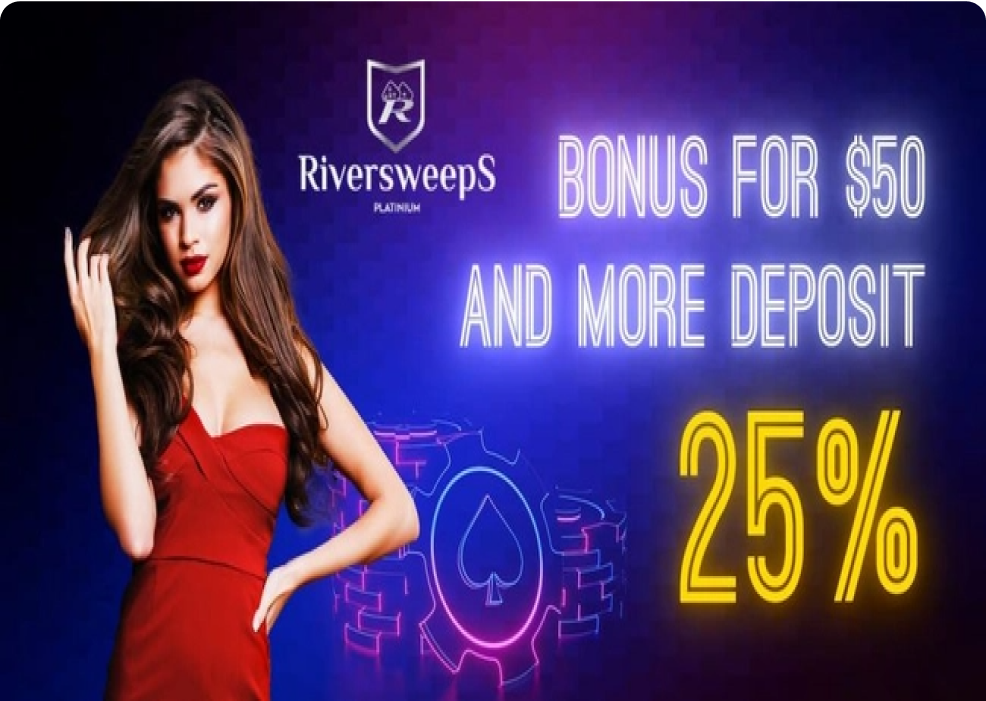 R
RiversweepS
PLATINIUM
BONUS FOR $50
AND MORE DEPOSIT
25%